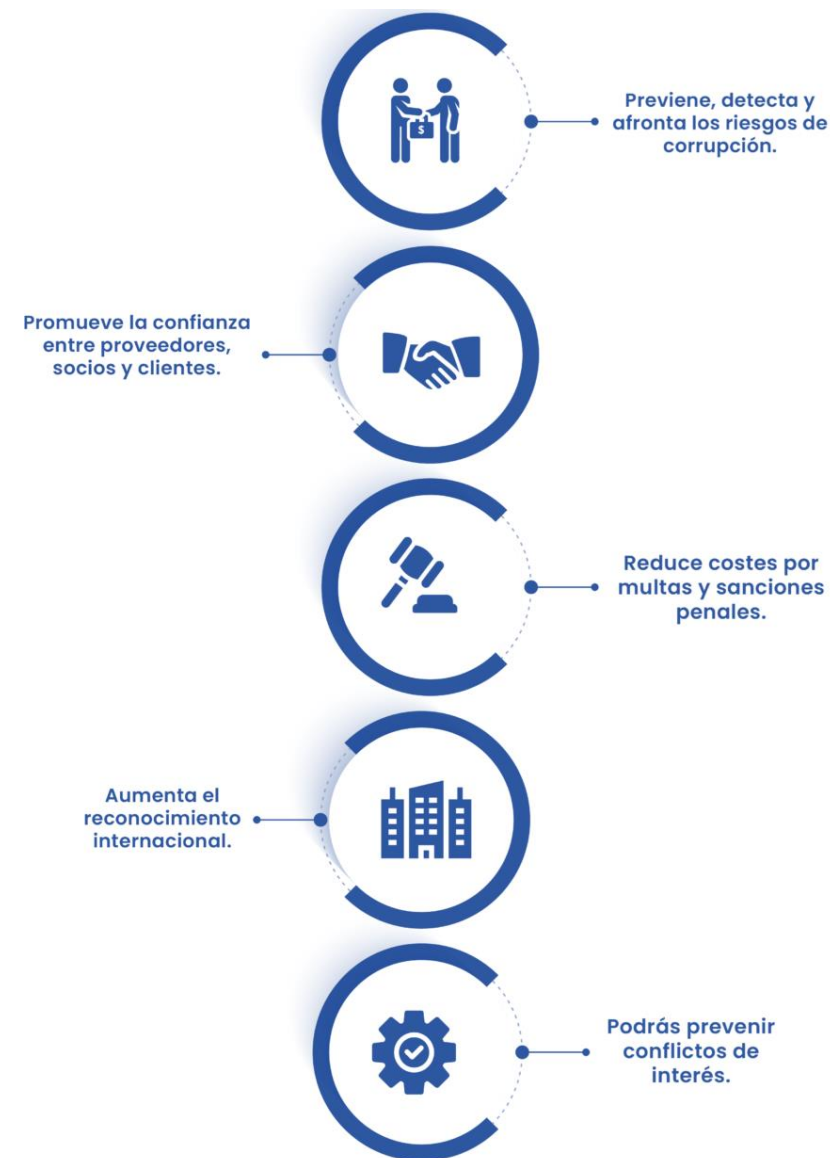 Previene, detecta y
afronta los riesgos de
corrupción.
Promueve la confianza
entre proveedores,
socios y clientes.
Reduce costes por
multas y sanciones
penales.
Aumenta el
reconocimiento
internacional.
Podrás prevenir
conflictos de
interés.